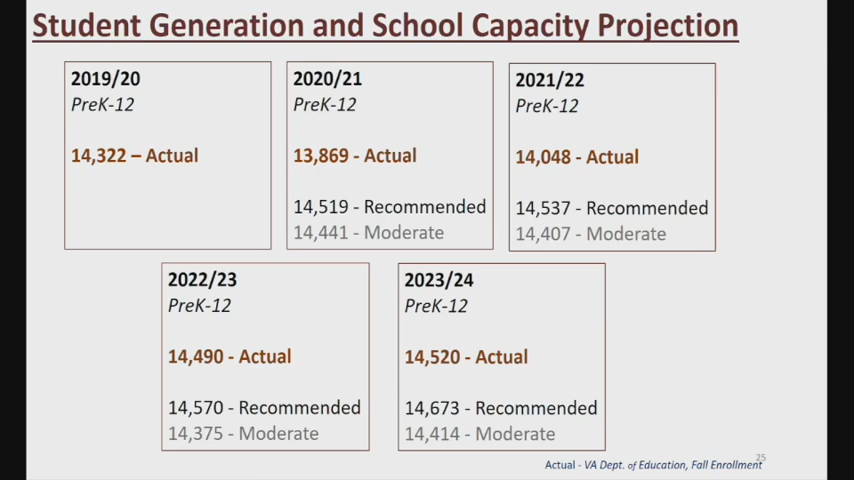 Student Generation and School Capacity Projection
2019/20
PreK-12
14,322 – Actual
2020/21
PreK-12
13,869 - Actual
14,519 - Recommended
14,441 - Moderate
2021/22
PreK-12
14,048 - Actual
14,537 - Recommended
14,407 - Moderate
2022/23
PreK-12
14,490 - Actual
14,570 - Recommended
14,375 - Moderate
2023/24
PreK-12
14,520 - Actual
14,673 - Recommended
14,414 - Moderate
25
Actual - VA Dept. of Education, Fall Enrollment